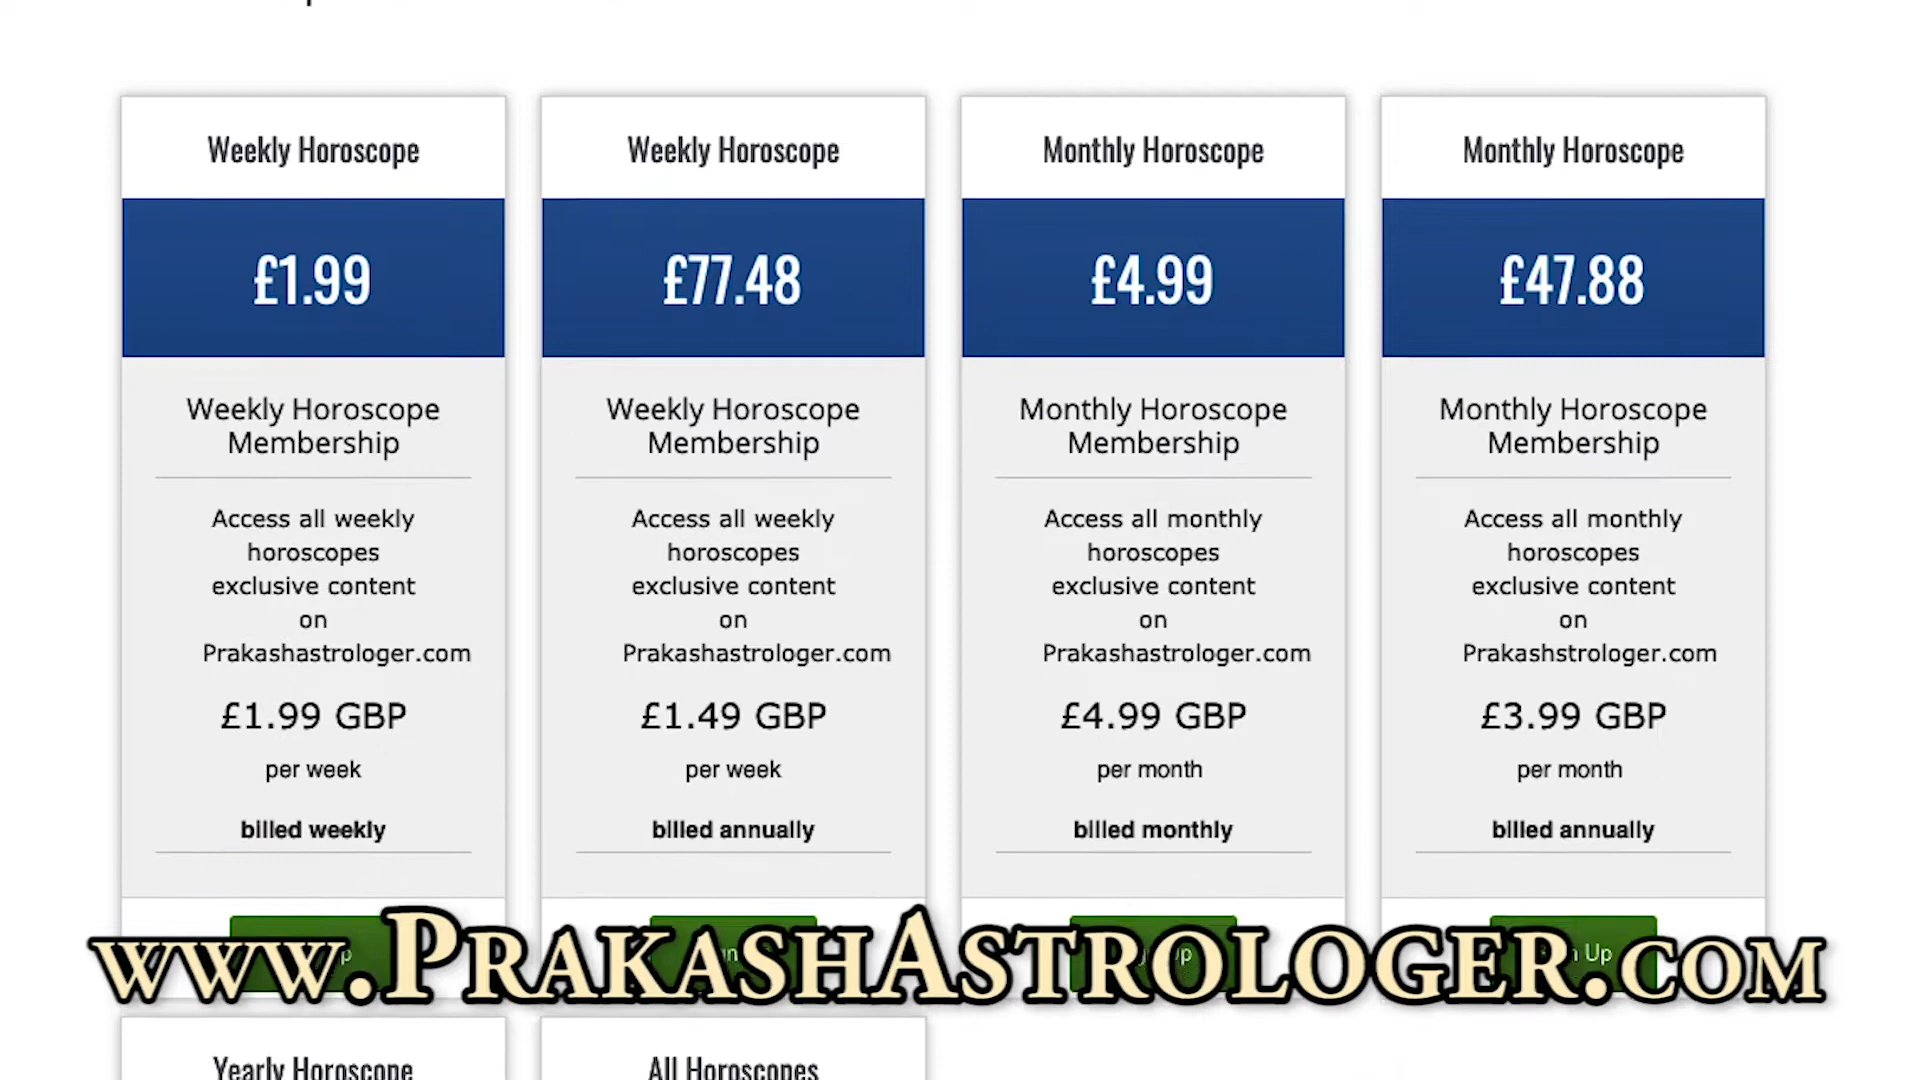 Weekly Horoscope
£1.99
Weekly Horoscope
Membership
Access all weekly
horoscopes
exclusive content
on
Prakashastrologer.com
£1.99 GBP
per week
billed weekly
Weekly Horoscope
£77.48
Weekly Horoscope
Membership
Access all weekly
horoscopes
exclusive content
on
Prakashastrologer.com
£1.49 GBP
per week
billed annually
Monthly Horoscope
£4.99
Monthly Horoscope
Membership
Access all monthly
horoscopes
exclusive content
on
Prakashastrologer.com
£4.99 GBP
per month
billed monthly
Monthly Horoscope
£47.88
Monthly Horoscope
Membership
Access all monthly
horoscopes
exclusive content
on
Prakashstrologer.com
£3.99 GBP
per month
billed annually
Up
www.PrakashAstrologer.com
Yearly Horoscope
All Horoscopes